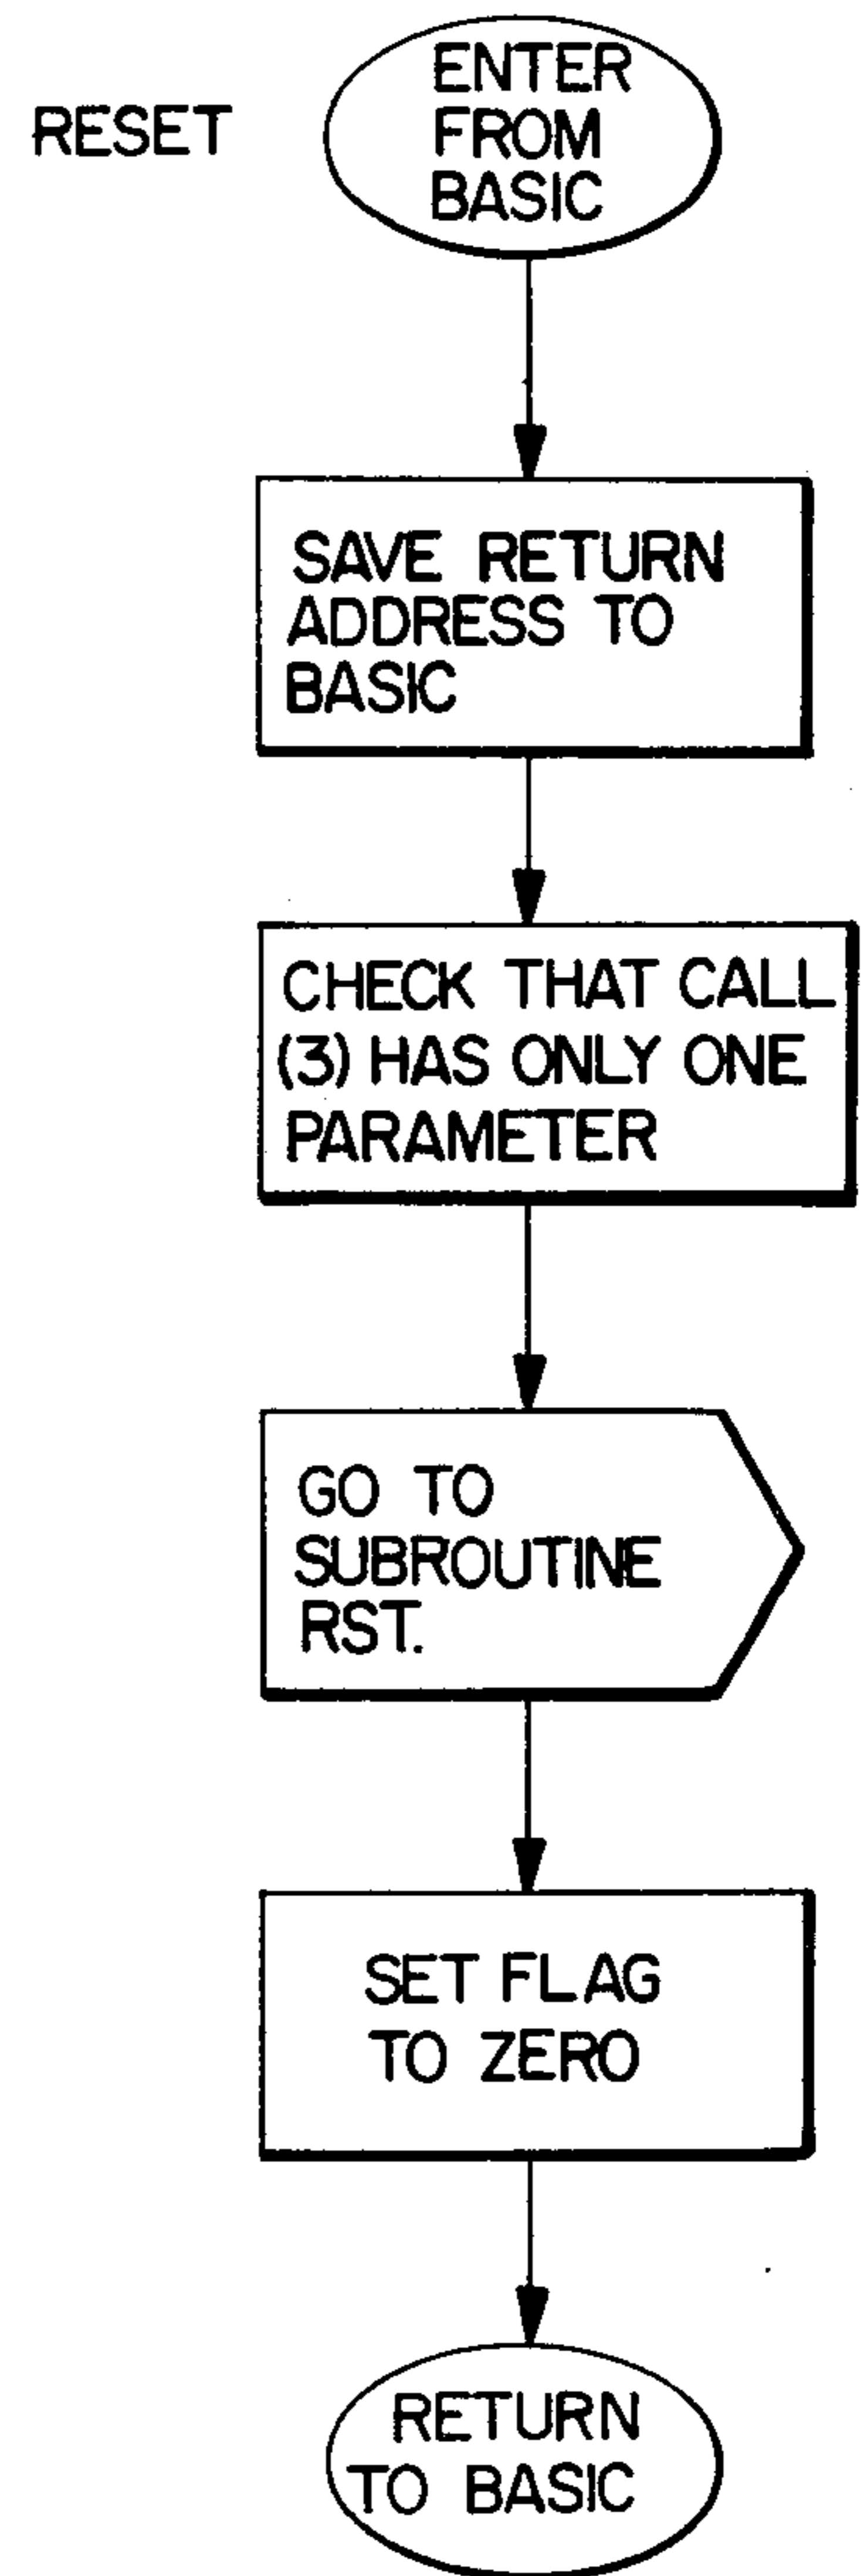 RESET
ENTER
FROM
BASIC
SAVE RETURN
ADDRESS TO
BASIC
CHECK THAT CALL
(3) HAS ONLY ONE
PARAMETER
GO TO
SUBROUTINE
RST.
SET FLAG
TO ZERO
RETURN
TO BASIC